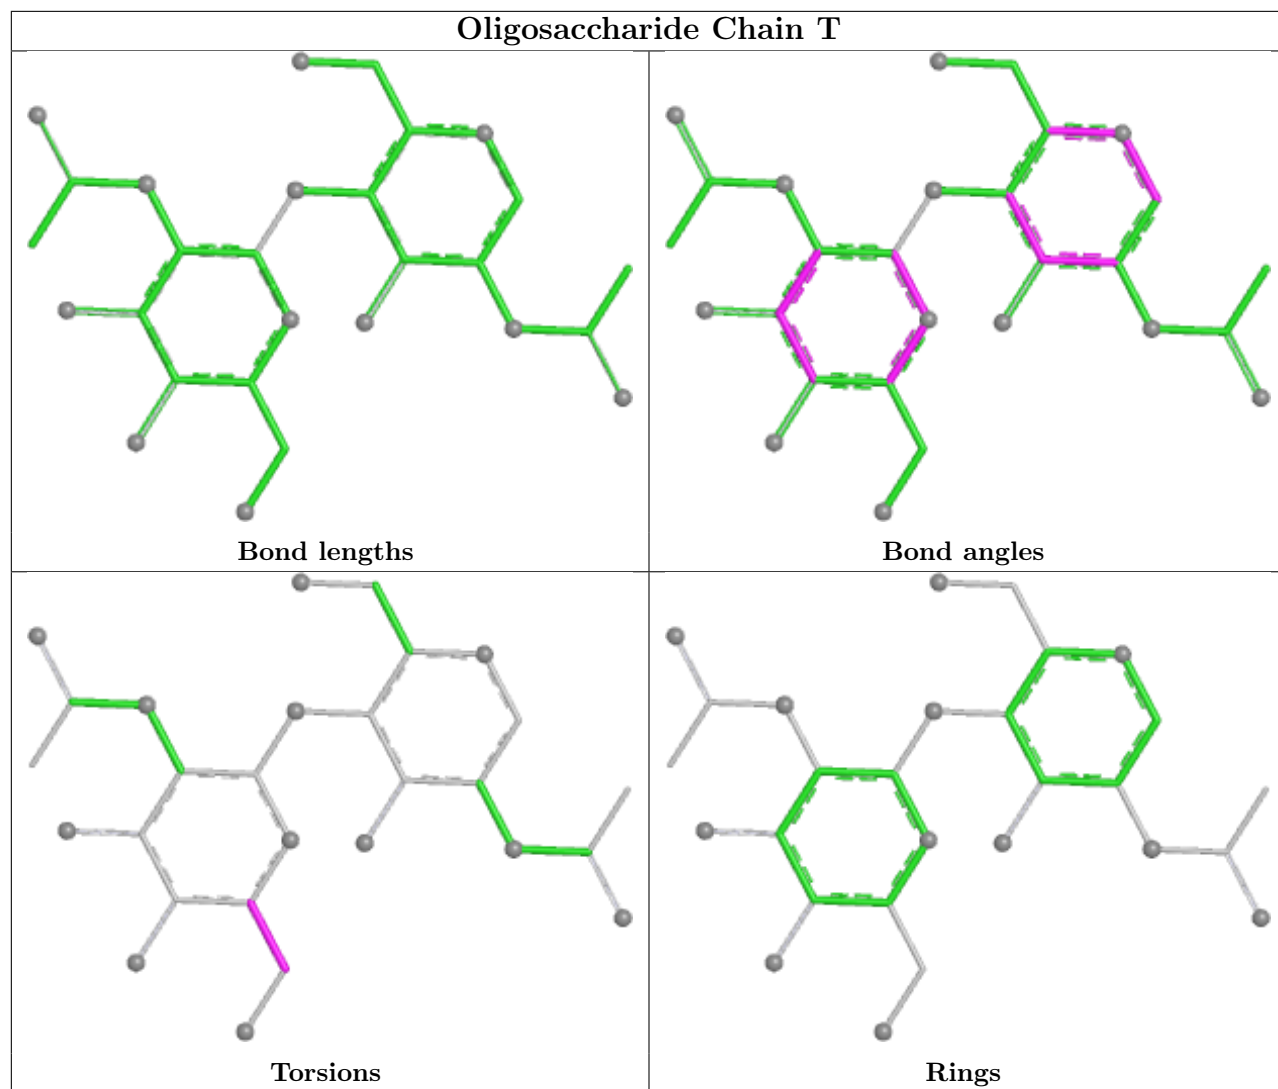 Oligosaccharide Chain T
Bond lengths
Bond angles
Torsions
Rings